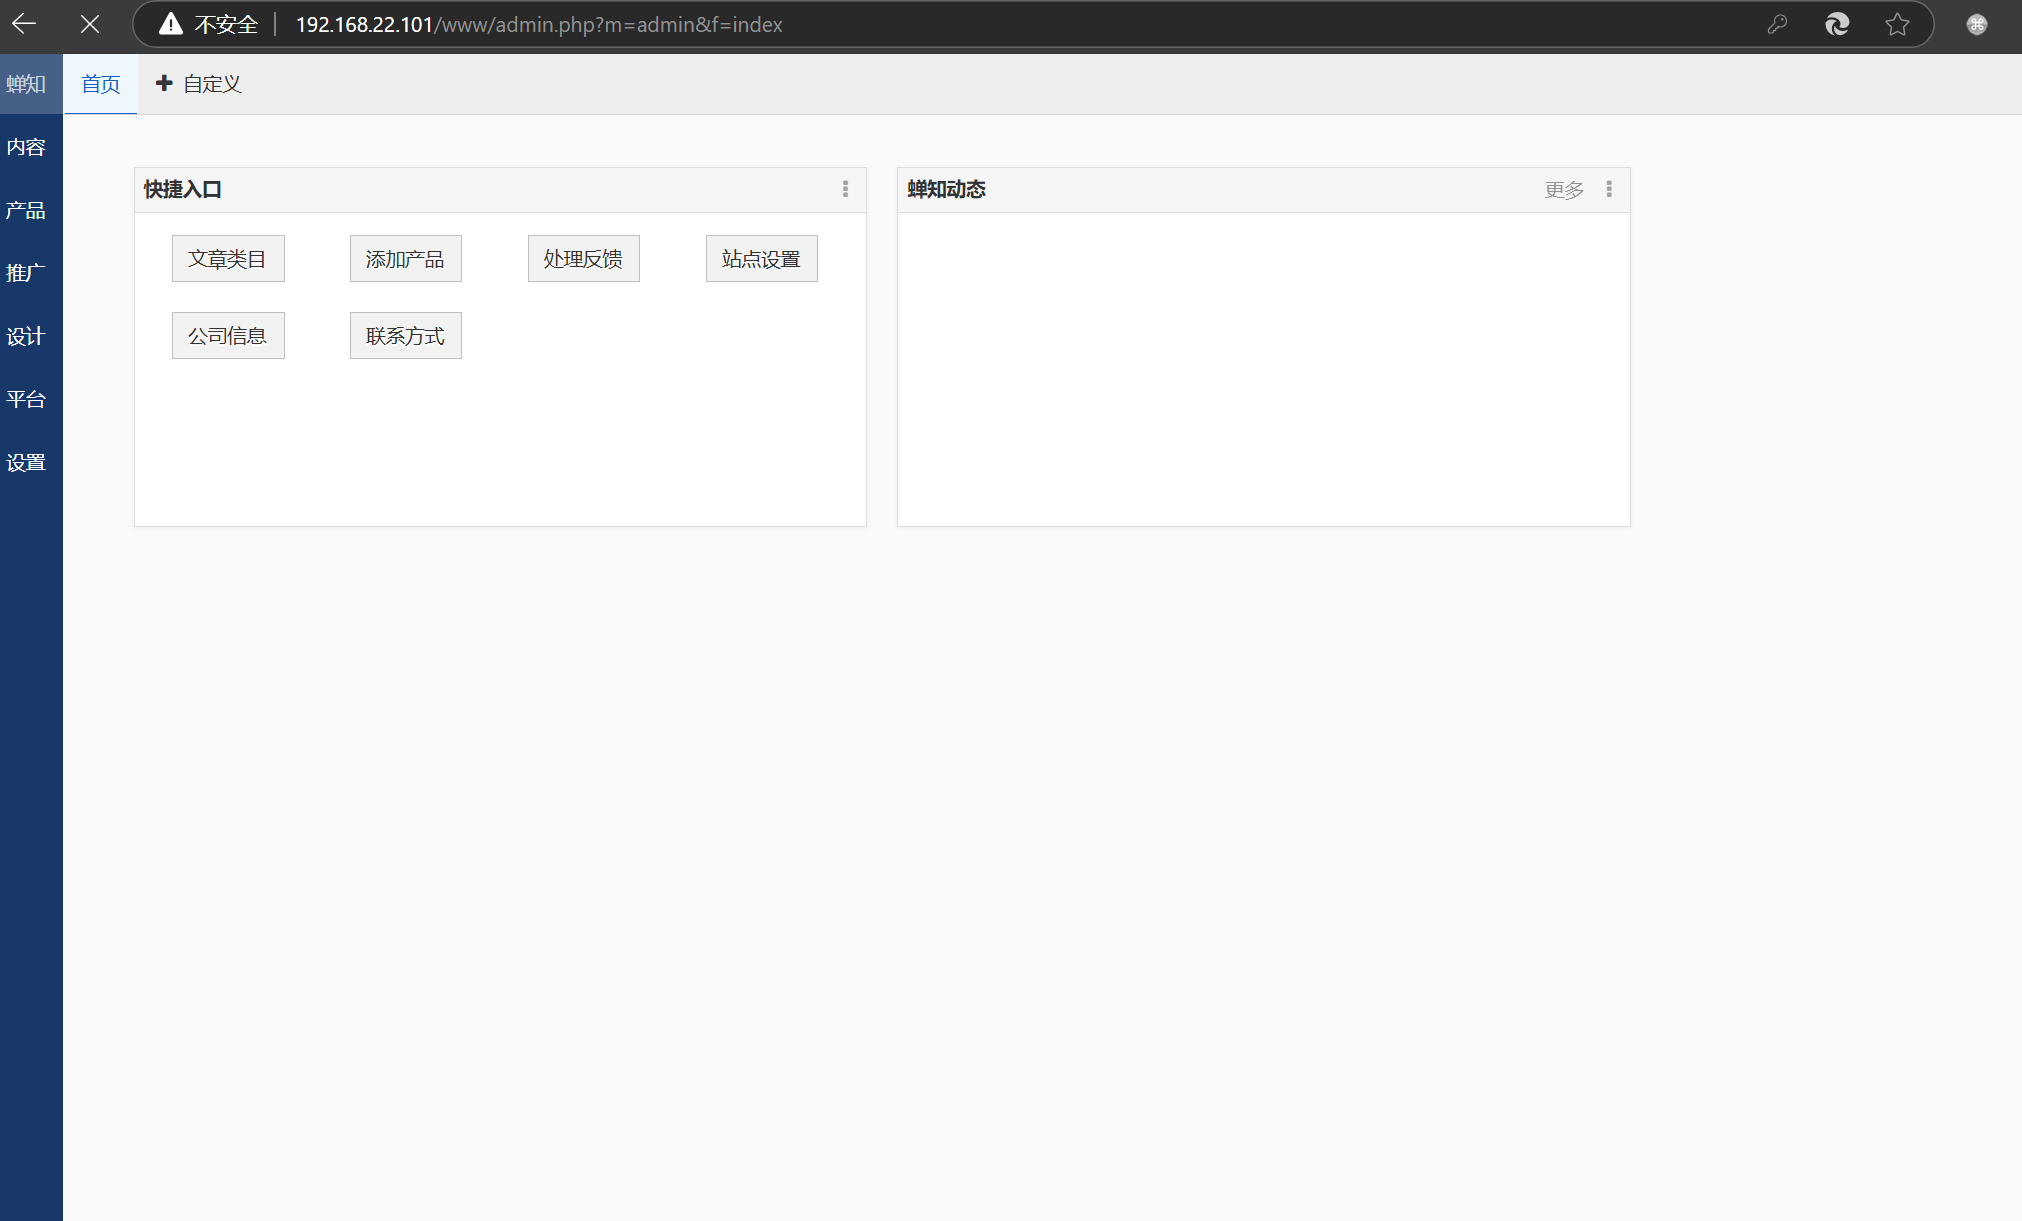 不安全 192.168.22.101/www/admin.php?m=admin&f=index
蝉知 首页 自定义
内容
产品
推广
设计
平台
设置
快捷入口
文章类目 添加产品 处理反馈 站点设置
公司信息 联系方式
蝉知动态 更多